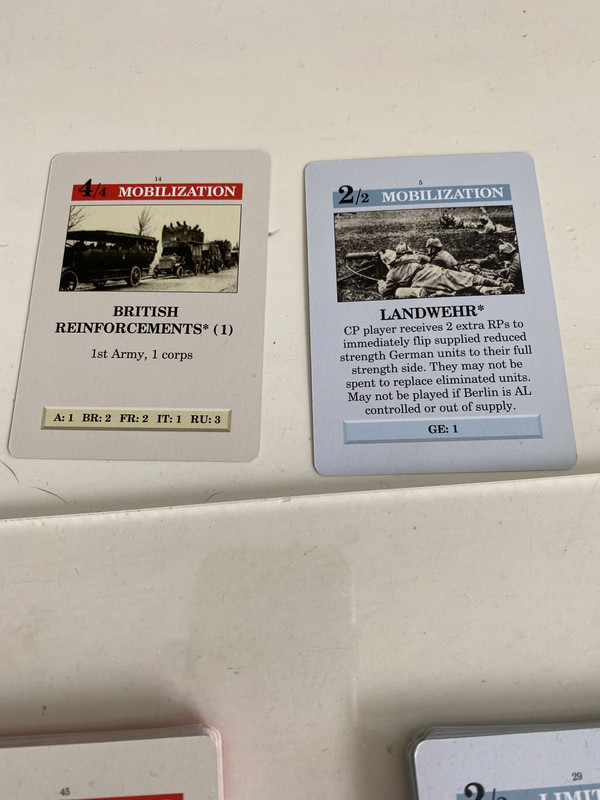 14
4/4 MOBILIZATION
BRITISH
REINFORCEMENTS* (1)
1st Army, 1 corps
A: 1 BR: 2 FR: 2 IT: 1 RU: 3
5
2/2 MOBILIZATION
LANDWEHR*
CP player receives 2 extra RPs to
immediately flip supplied reduced
strength German units to their full
strength side. They may not be
spent to replace eliminated units.
May not be played if Berlin is AL
controlled or out of supply.
GE: 1
45
29